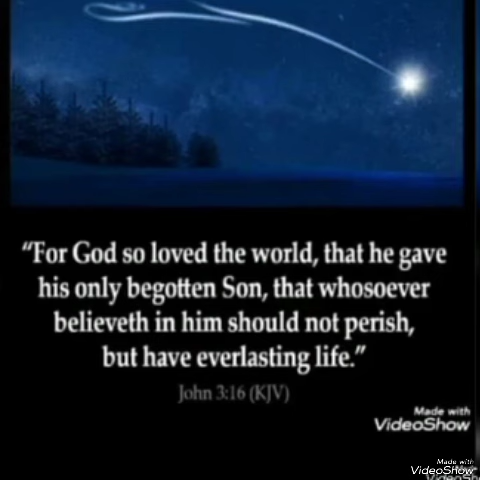 “For God so loved the world, that he gave
his only begotten Son, that whosoever
believeth in him should not perish,
but have everlasting life.”
John 3:16 (KJV)
Made with
VideoShow
Made with
VideoSh